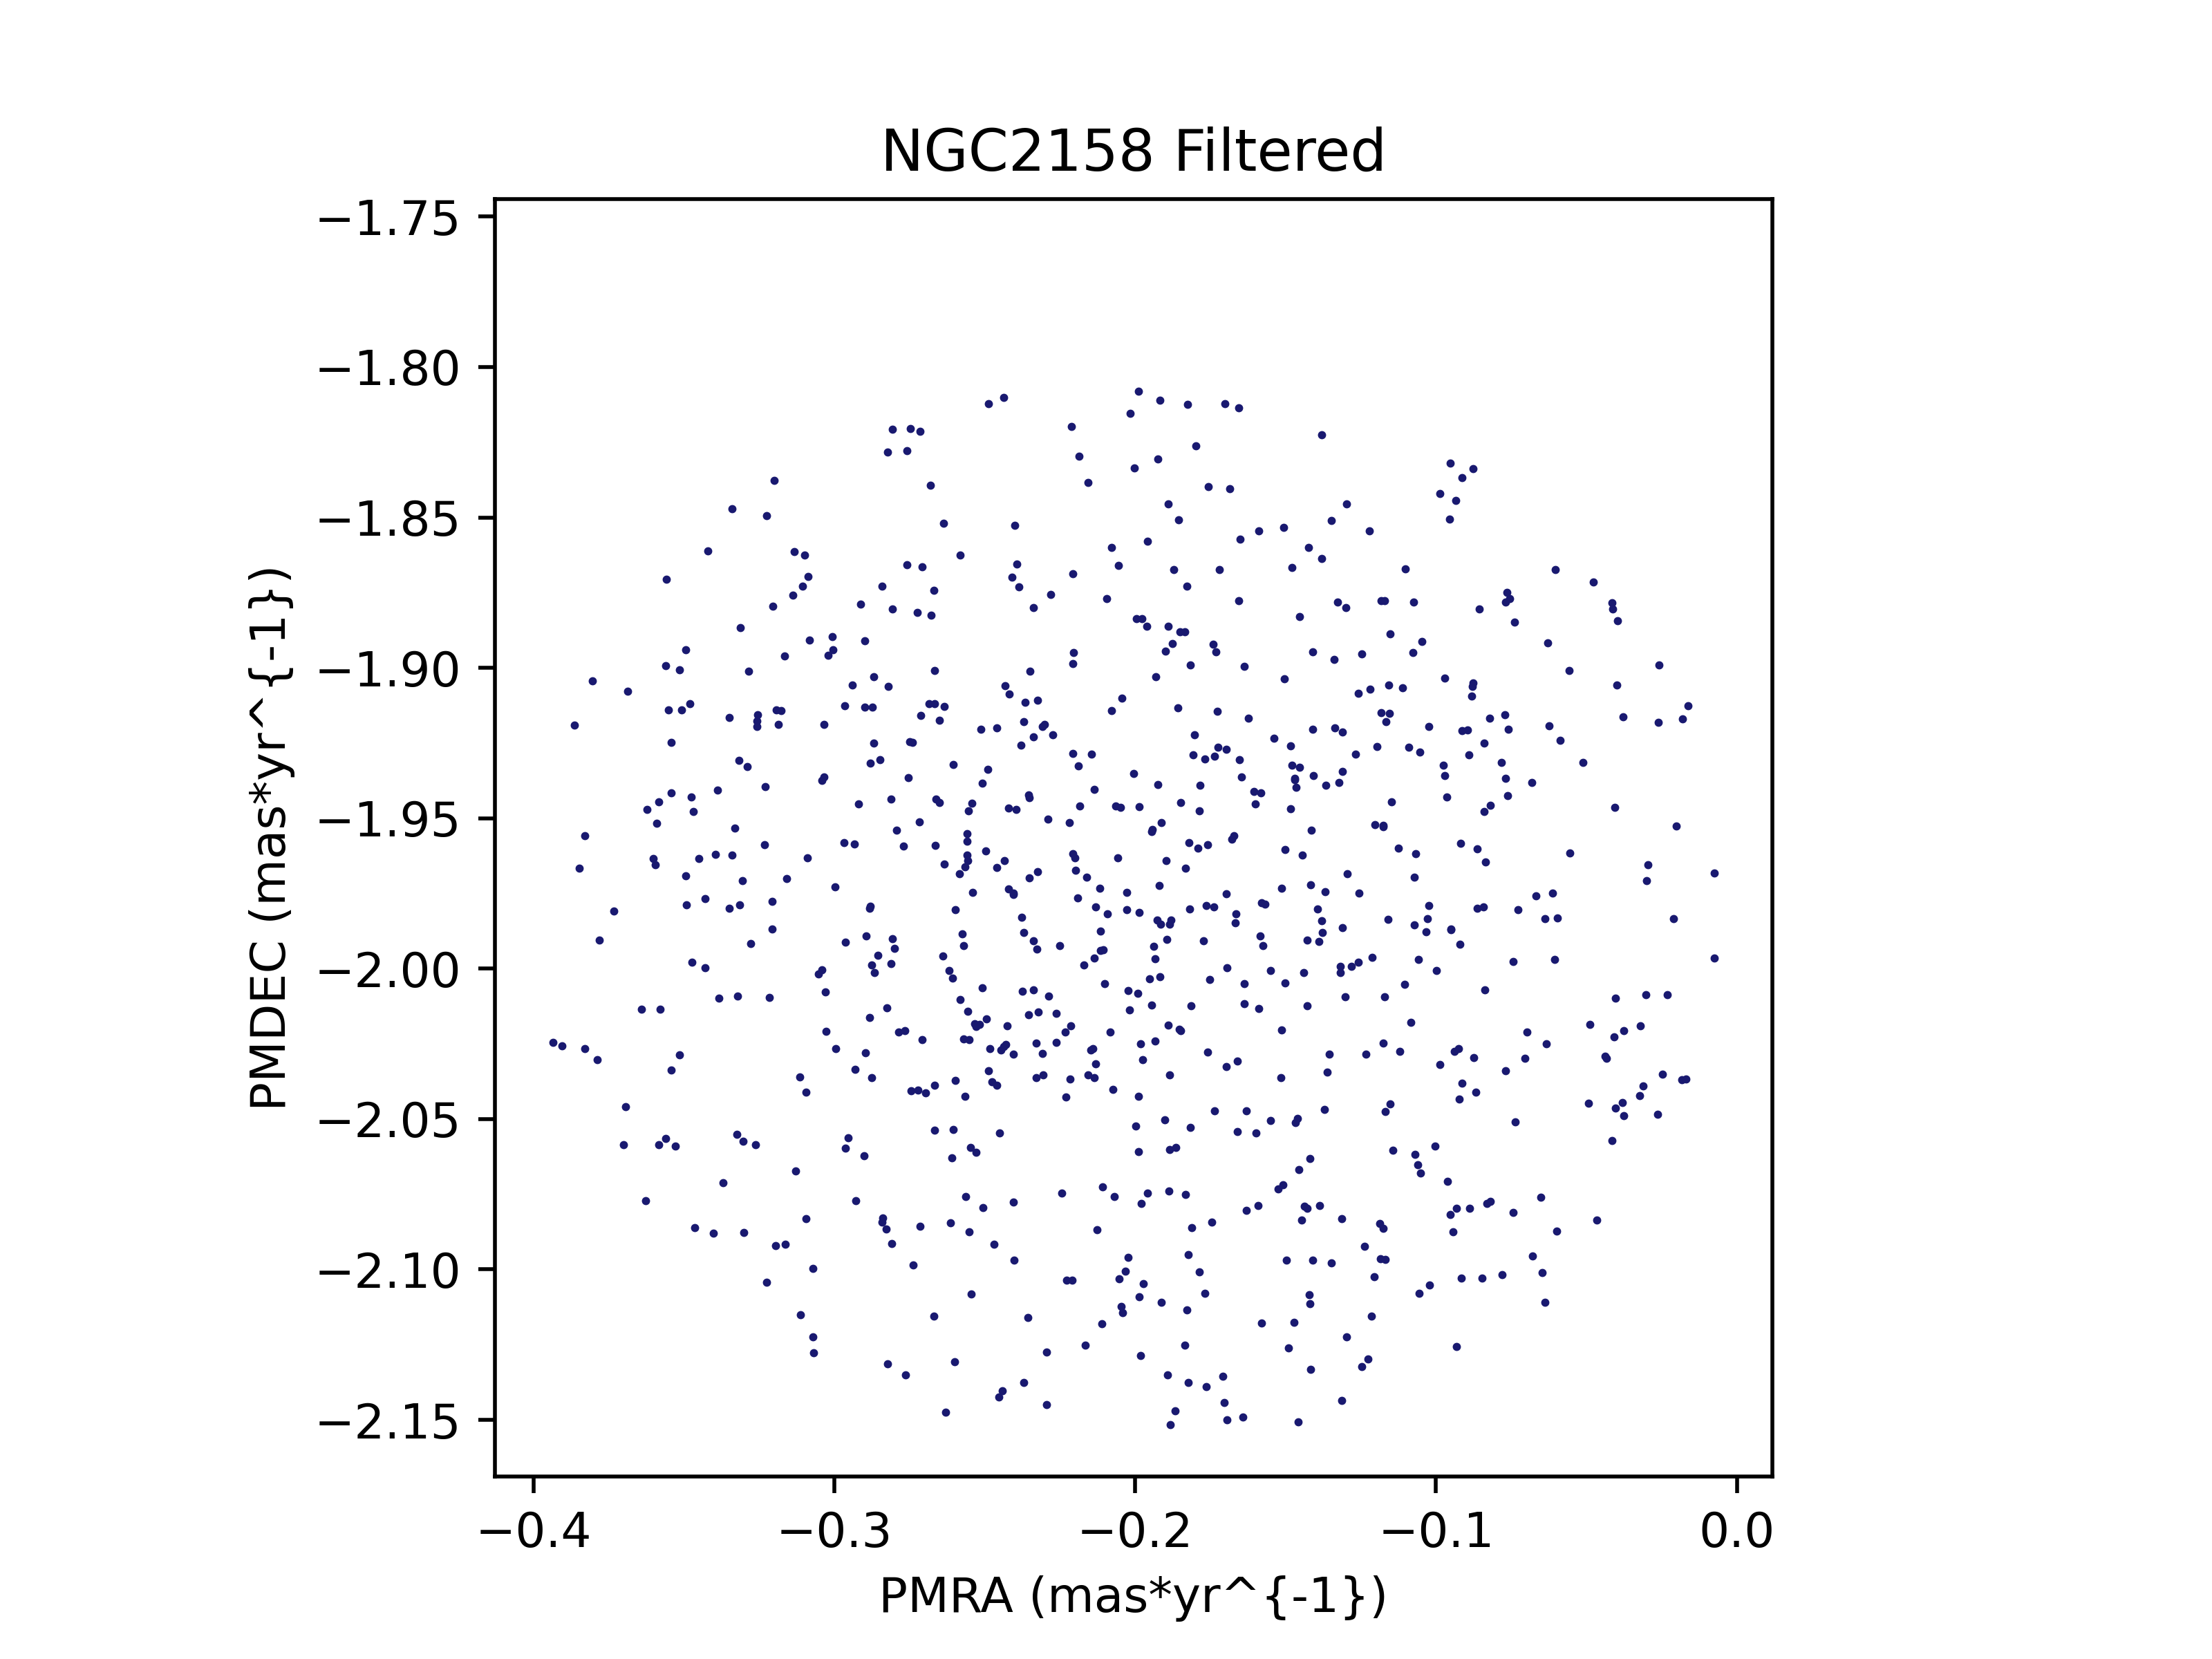 NGC2158 Filtered
−1.75
−1.80
−1.85
−1.90
−1.95
−2.00
−2.05
−2.10
−2.15
PMDEC (mas*yr^{-1})
−0.4 −0.3 −0.2 −0.1 0.0
PMRA (mas*yr^{-1})